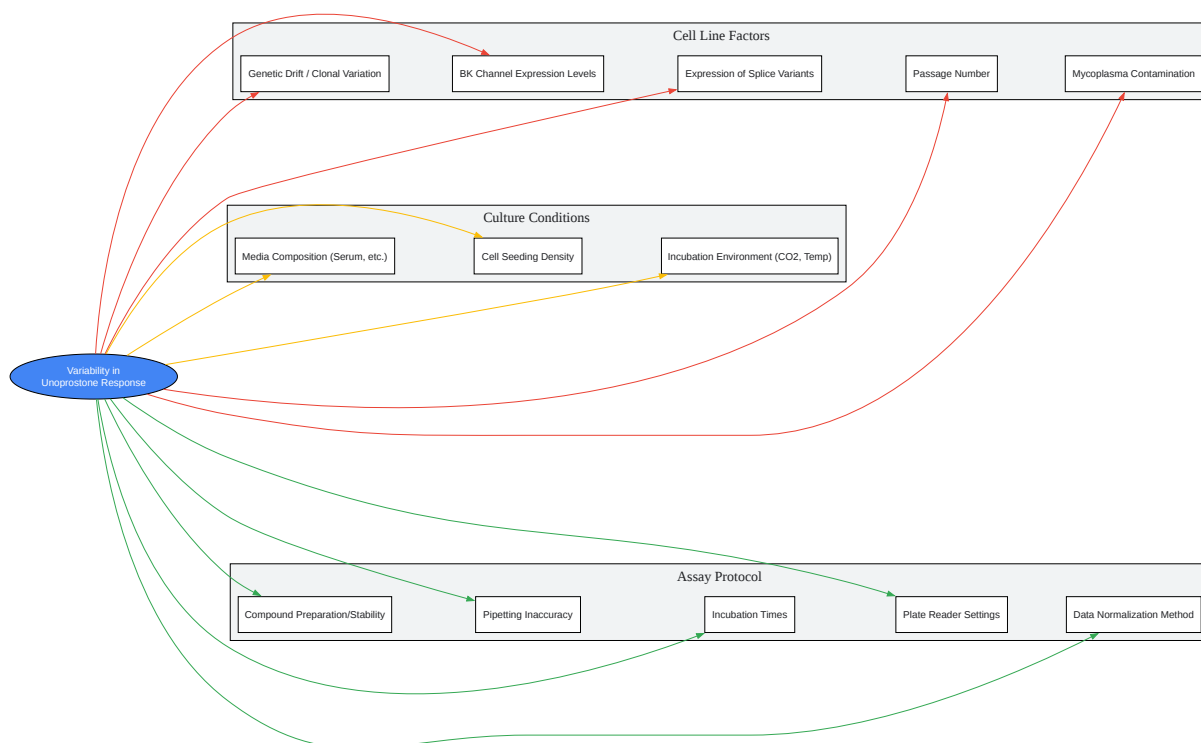 Cell Line Factors
Genetic Drift / Clonal Variation
BK Channel Expression Levels
Expression of Splice Variants
Passage Number
Mycoplasma Contamination
Culture Conditions
Media Composition (Serum, etc.)
Cell Seeding Density
Incubation Environment (CO2, Temp)
Variability in
Unoprostone Response
Assay Protocol
Compound Preparation/Stability
Pipetting Inaccuracy
Incubation Times
Plate Reader Settings
Data Normalization Method